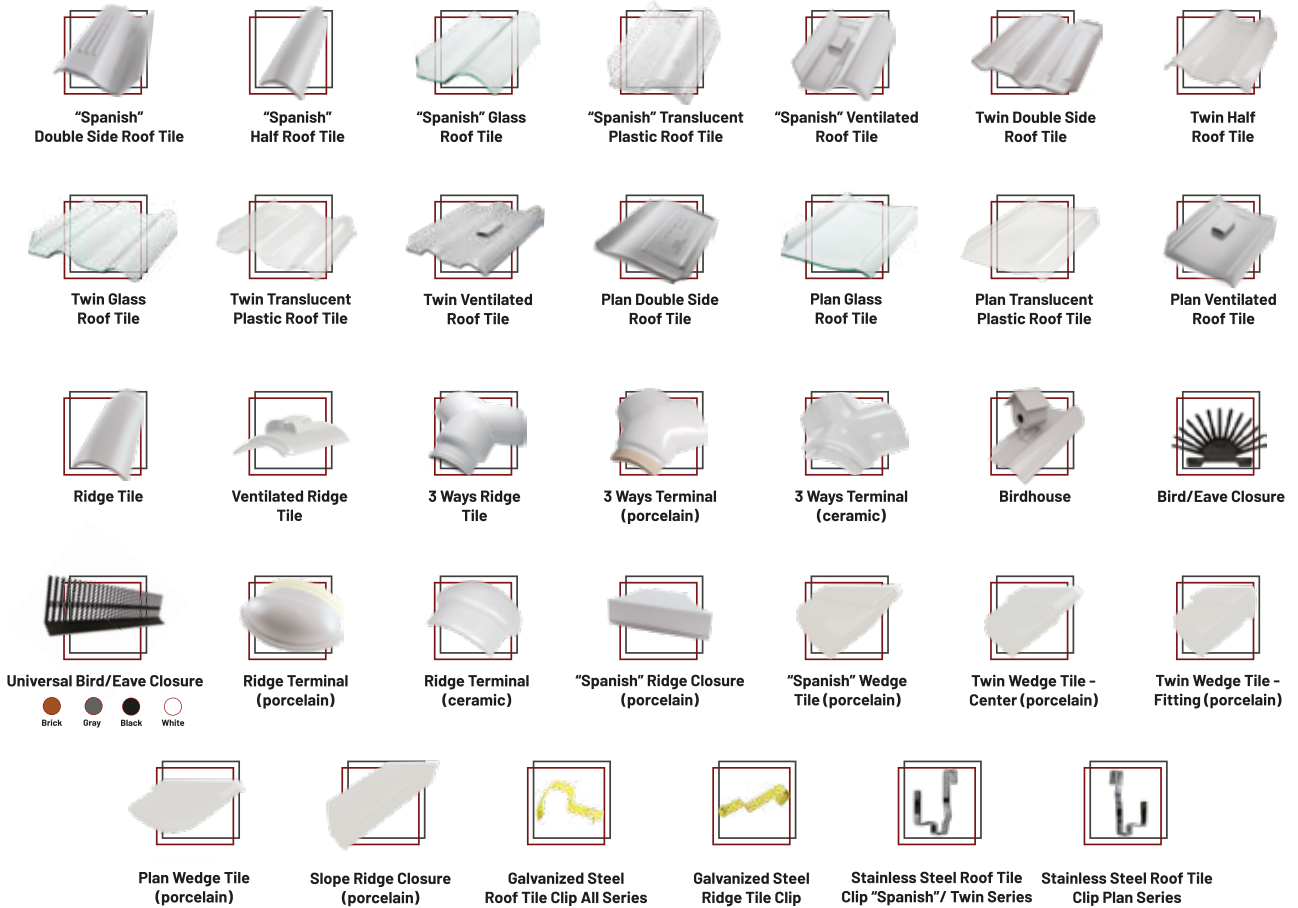 “Spanish”
Double Side Roof Tile
“Spanish”
Half Roof Tile
“Spanish” Glass
Roof Tile
“Spanish” Translucent
Plastic Roof Tile
“Spanish” Ventilated
Roof Tile
Twin Double Side
Roof Tile
Twin Half
Roof Tile
Twin Glass
Roof Tile
Twin Translucent
Plastic Roof Tile
Twin Ventilated
Roof Tile
Plan Double Side
Roof Tile
Plan Glass
Roof Tile
Plan Translucent
Plastic Roof Tile
Plan Ventilated
Roof Tile
Ridge Tile
Ventilated Ridge
Tile
3 Ways Ridge
Tile
3 Ways Terminal
(porcelain)
3 Ways Terminal
(ceramic)
Birdhouse
Bird/Eave Closure
Universal Bird/Eave Closure
Brick
Gray
Black
White
Ridge Terminal
(porcelain)
Ridge Terminal
(ceramic)
“Spanish” Ridge Closure
(porcelain)
“Spanish” Wedge
Tile (porcelain)
Twin Wedge Tile –
Center (porcelain)
Twin Wedge Tile -
Fitting (porcelain)
Plan Wedge Tile
(porcelain)
Slope Ridge Closure
(porcelain)
Galvanized Steel
Roof Tile Clip All Series
Galvanized Steel
Ridge Tile Clip
Stainless Steel Roof Tile
Clip “Spanish”/ Twin Series
Stainless Steel Roof Tile
Clip Plan Series